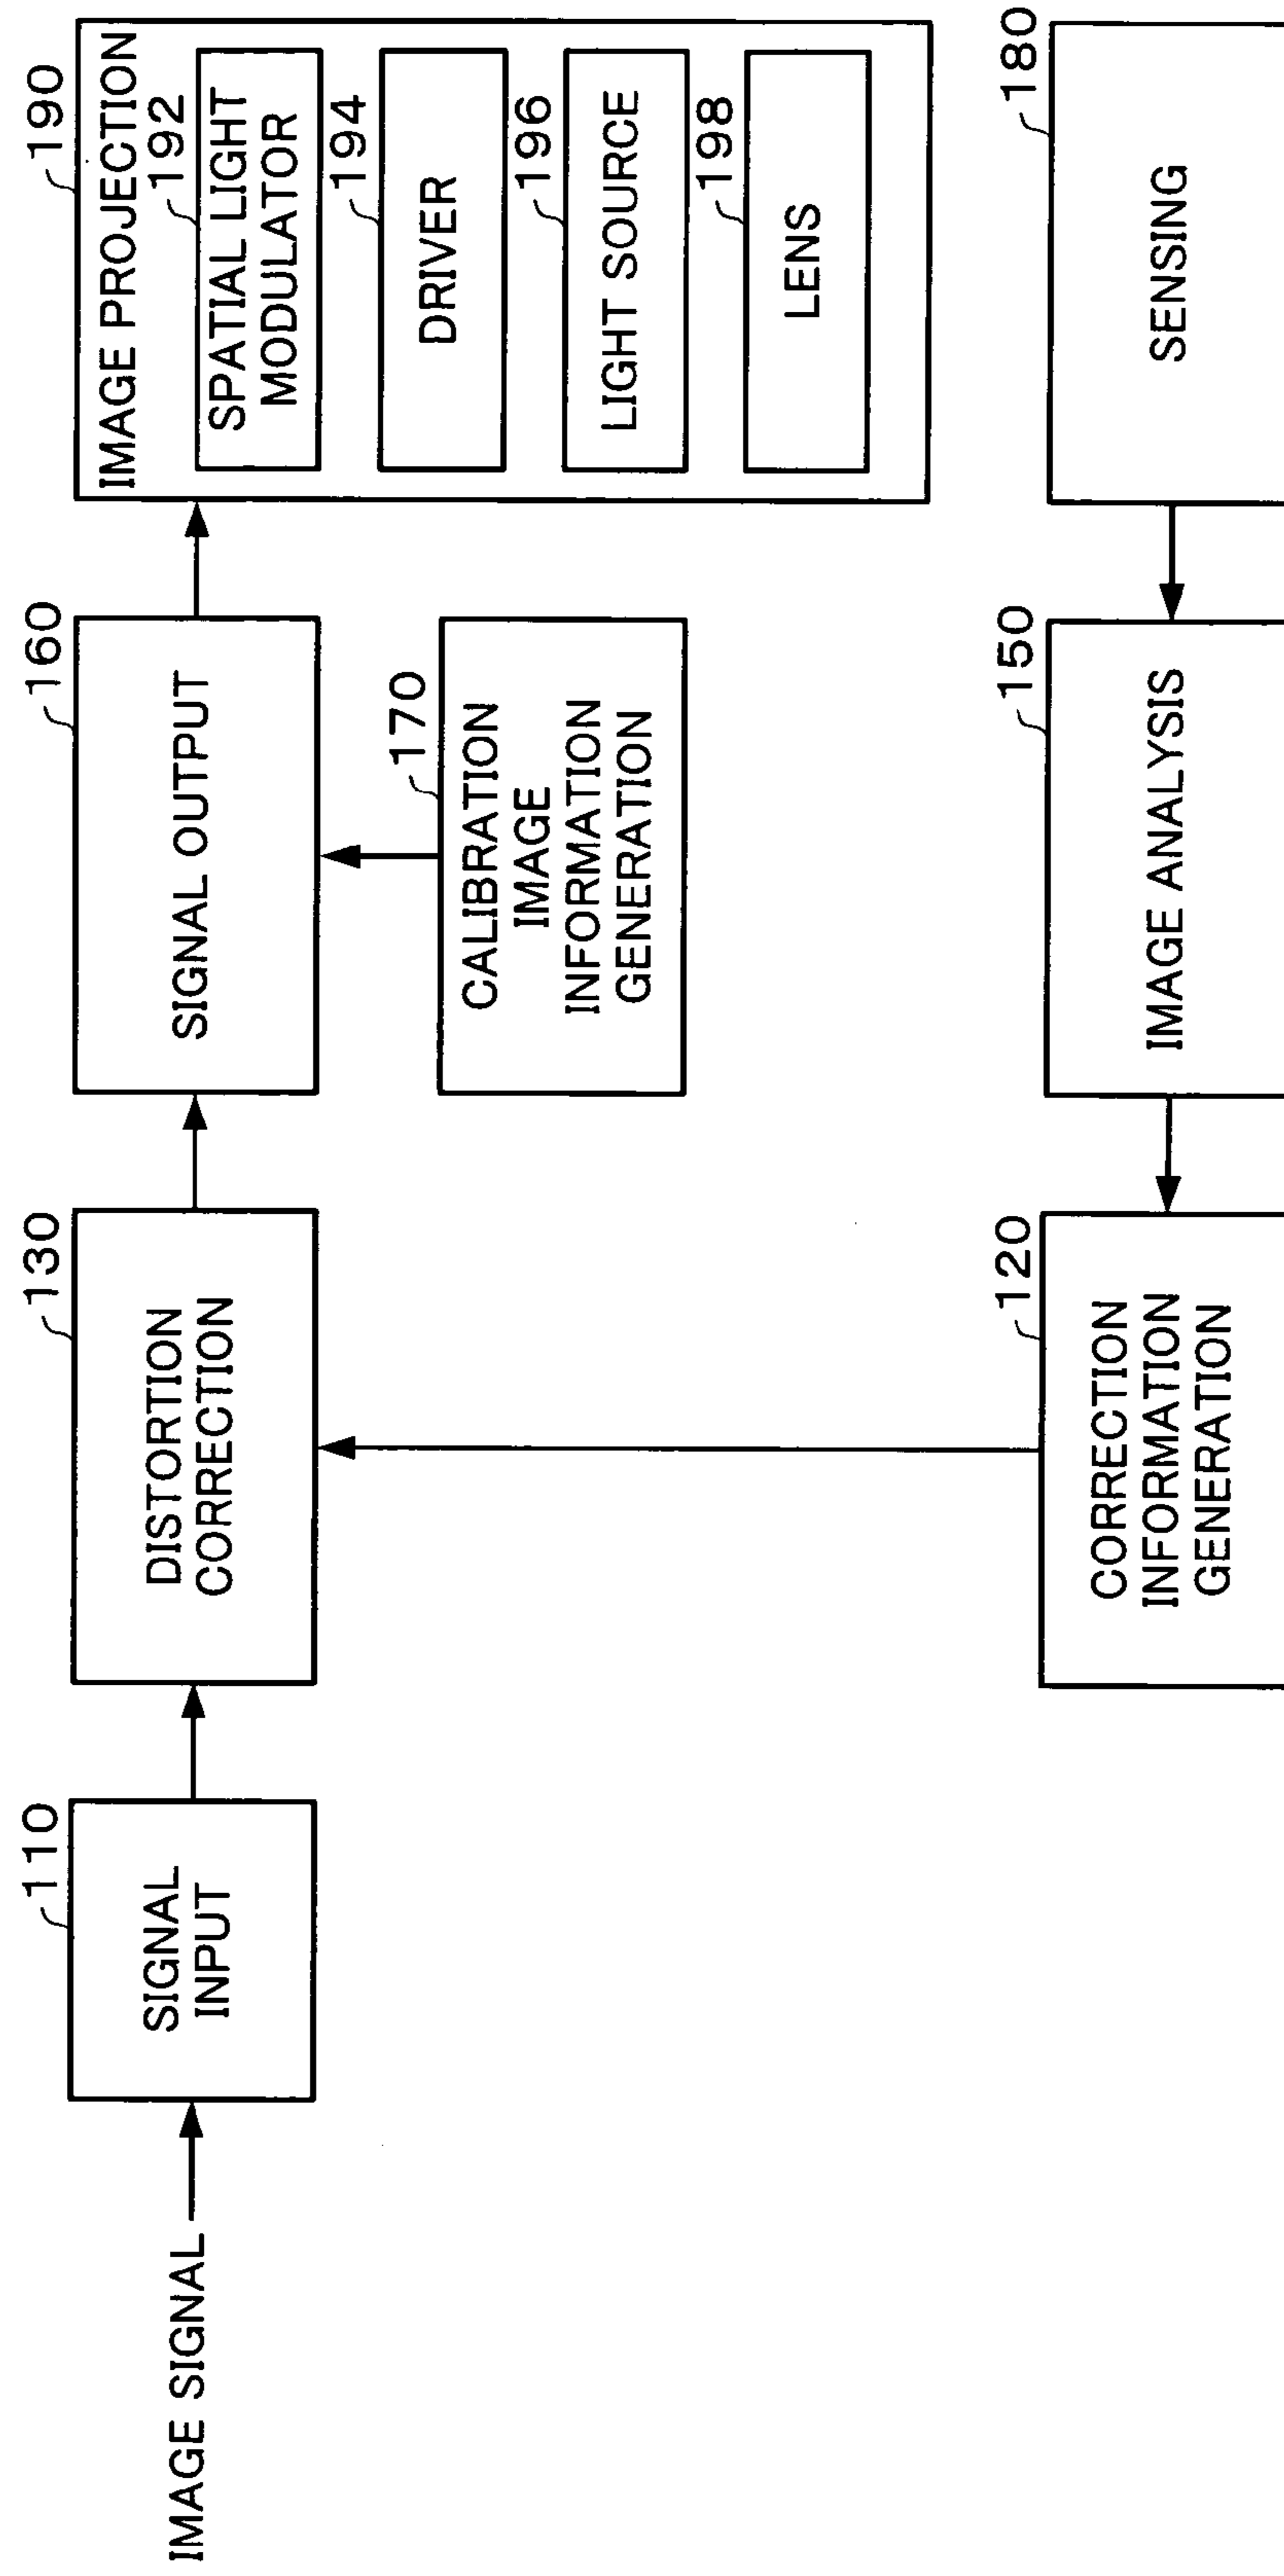 IMAGE SIGNAL
110
SIGNAL
INPUT
130
DISTORTION
CORRECTION
160
SIGNAL OUTPUT
170
CALIBRATION
IMAGE
INFORMATION
GENERATION
190
IMAGE PROJECTION
192
SPATIAL LIGHT
MODULATOR
194
DRIVER
196
LIGHT SOURCE
198
LENS
120
CORRECTION
INFORMATION
GENERATION
150
IMAGE ANALYSIS
180
SENSING